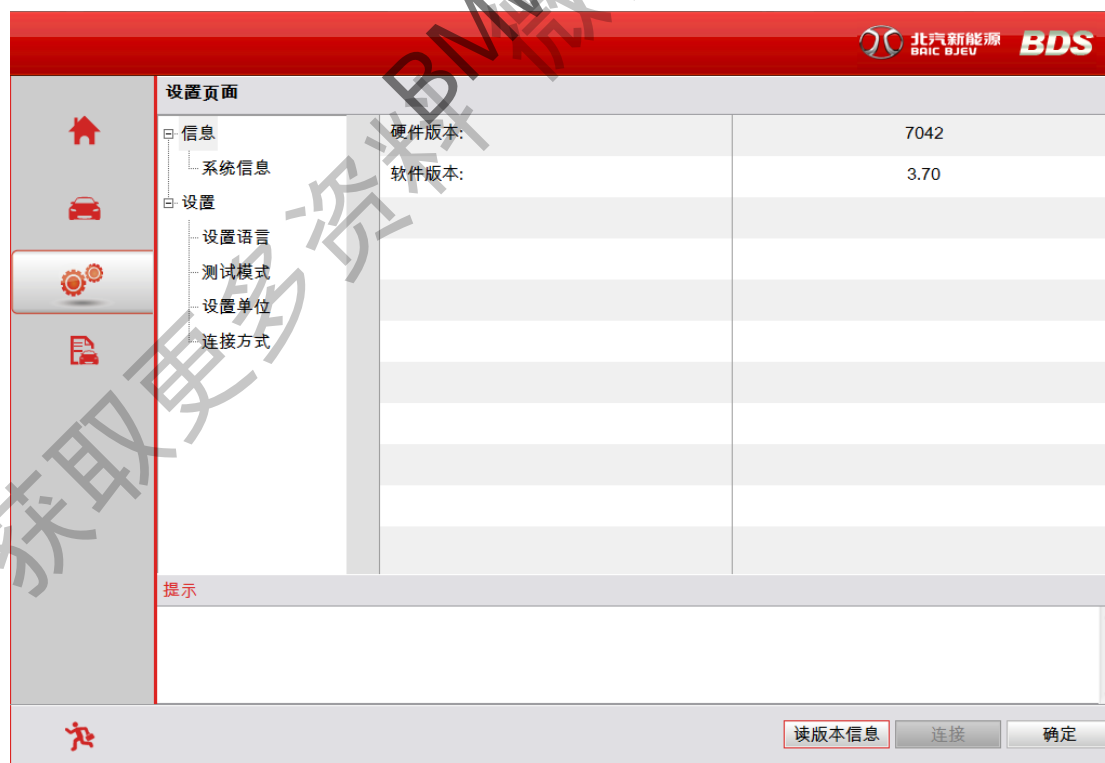 北汽新能源
BAIC BJEV
BDS
设置页面
信息
系统信息
设置
设置语言
测试模式
设置单位
连接方式
硬件版本: 7042
软件版本: 3.70
提示
读版本信息 连接 确定
获取更多资料
BMW